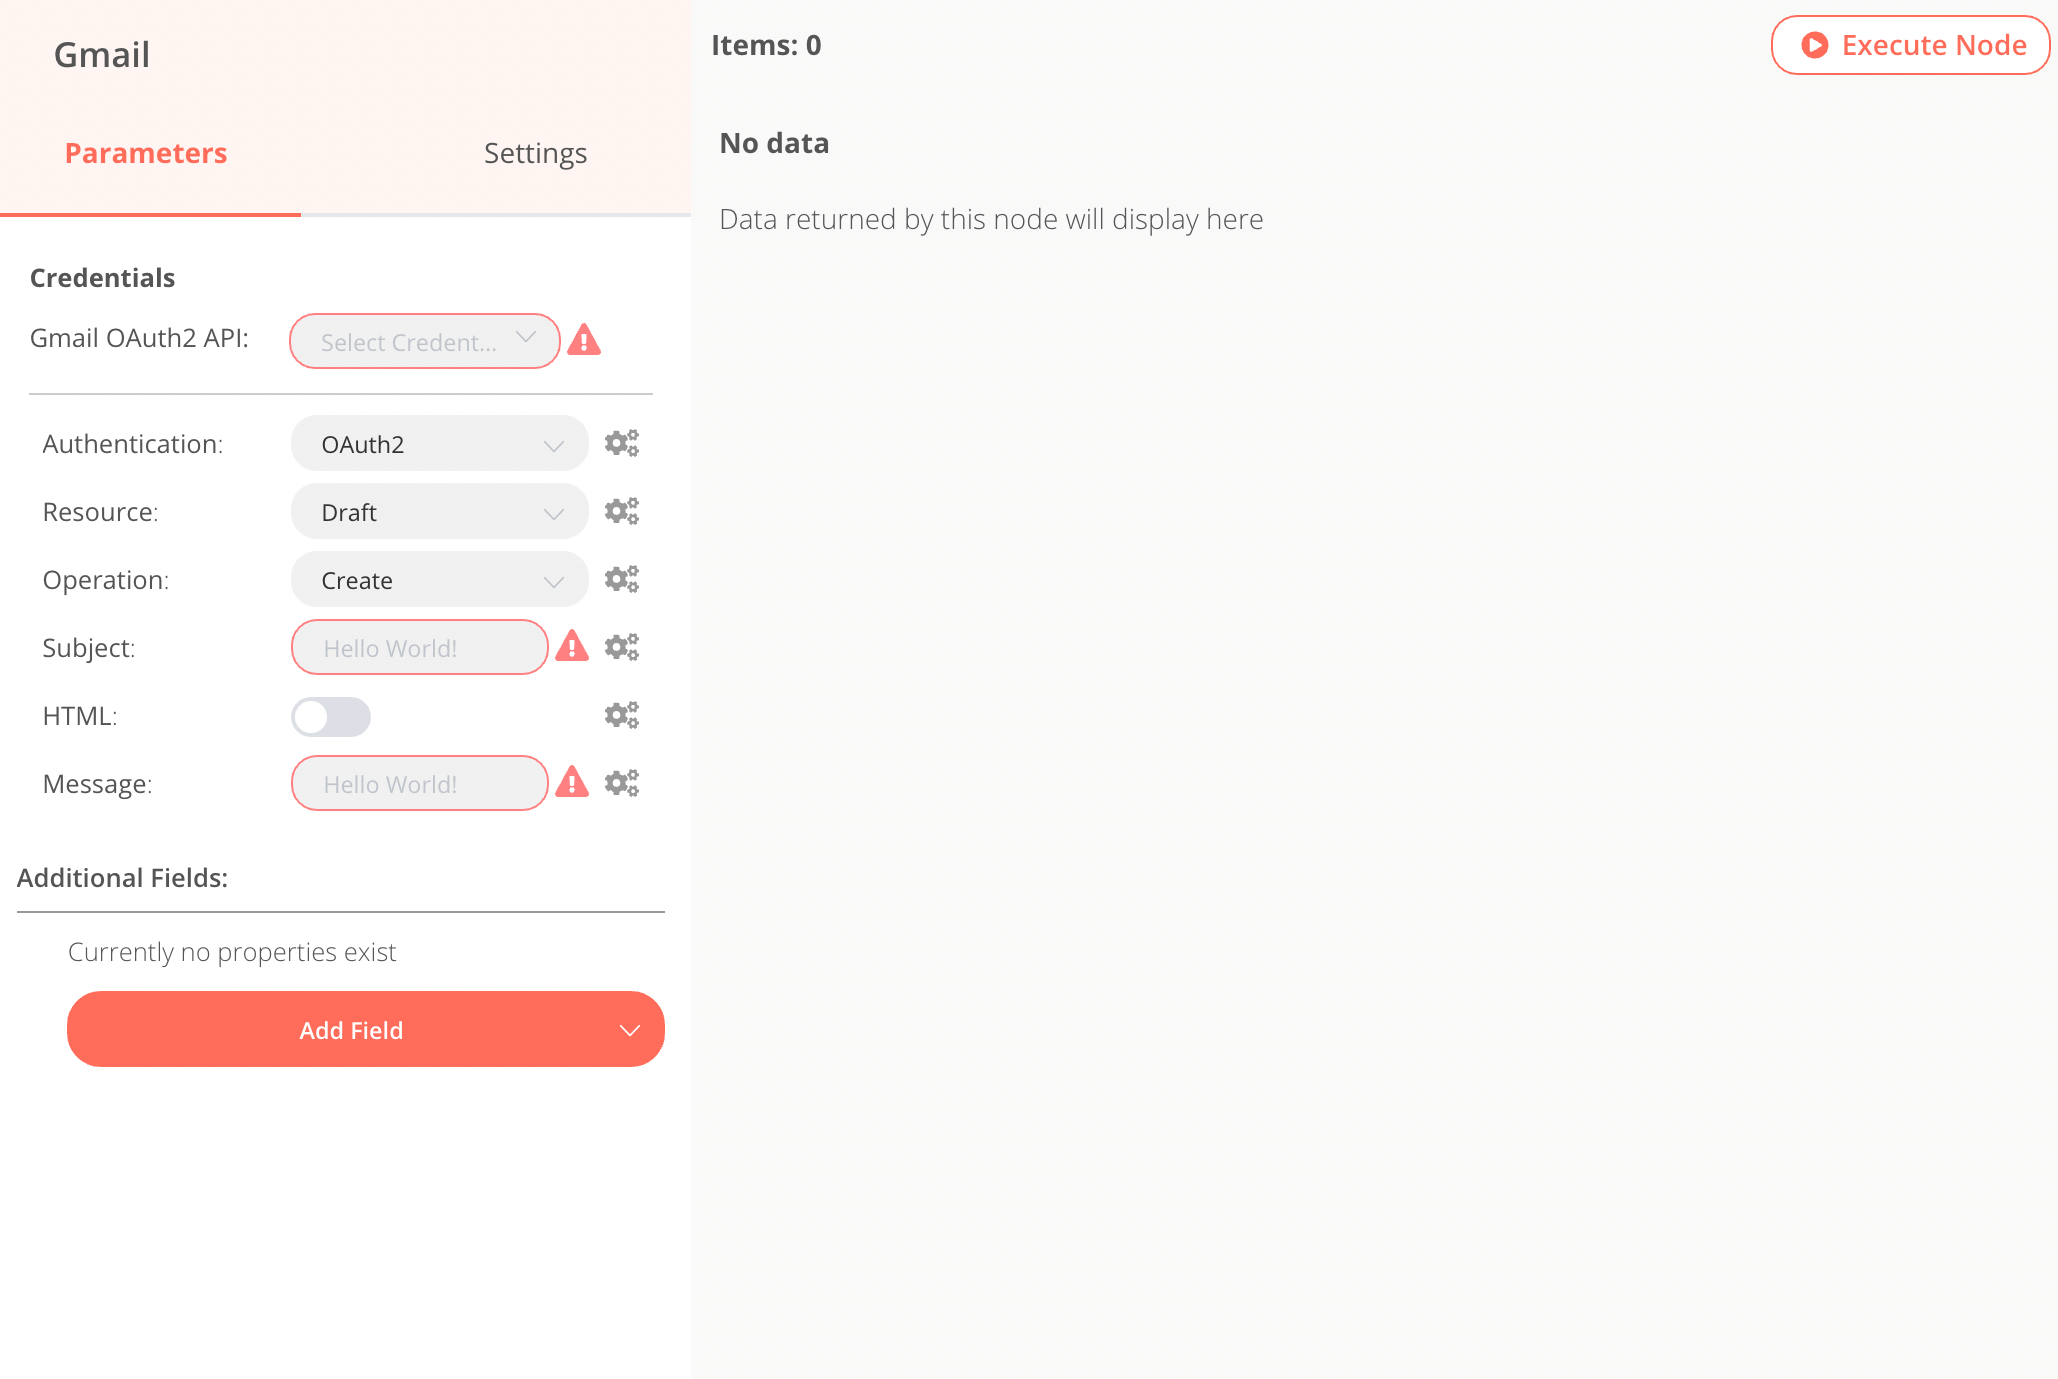 Gmail
Parameters
Settings
Credentials
Gmail OAuth2 API:
Select Credent...
Authentication:
OAuth2
Resource:
Draft
Operation:
Create
Subject:
Hello World!
HTML:
Message:
Hello World!
Additional Fields:
Currently no properties exist
Add Field
Items: 0
Execute Node
No data
Data returned by this node will display here